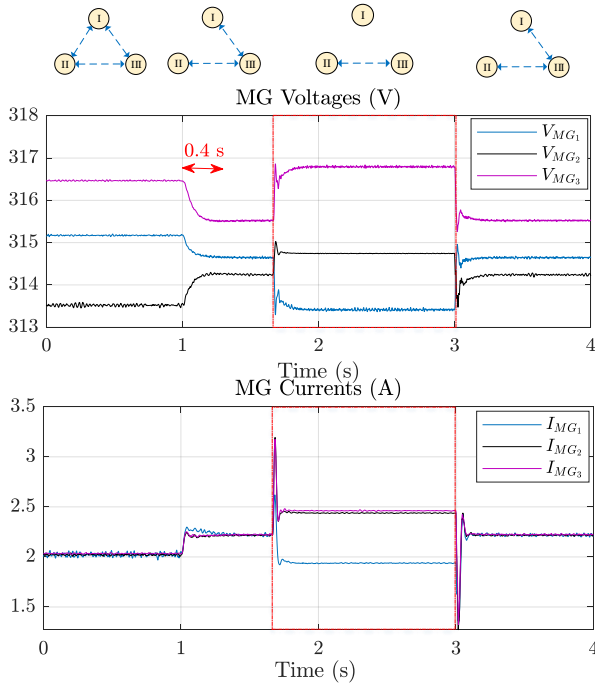 I
II III
I
II III
I
II III
I
II III
MG Voltages (V)
318
317
316
315
314
313
0.4 s
V_{MG_1}
V_{MG_2}
V_{MG_3}
0 1 2 3 4
Time (s)
MG Currents (A)
3.5
3
2.5
2
1.5
I_{MG_1}
I_{MG_2}
I_{MG_3}
0 1 2 3 4
Time (s)